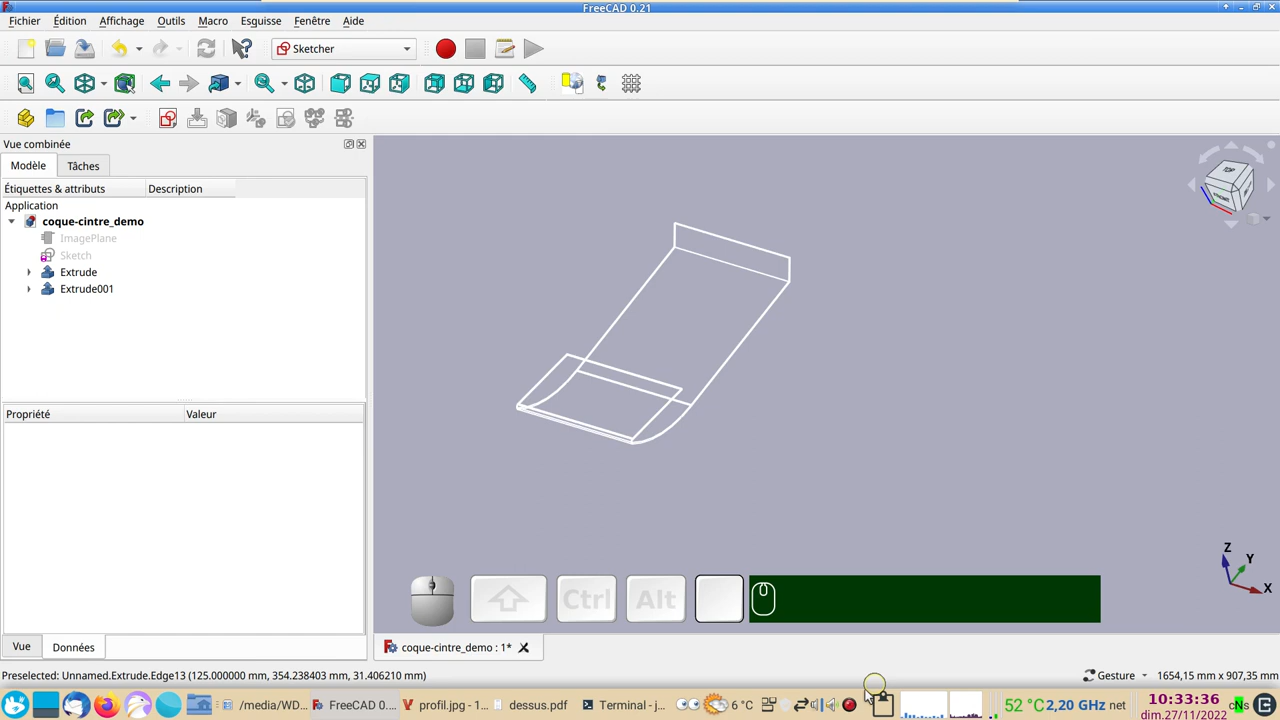 FreeCAD 0.21
Fichier Édition Affichage Outils Macro Esquisse Fenêtre Aide
Sketcher
Vue combinée
Modèle Tâches
Étiquettes & attributs Description
Application
coque-cintre_demo
ImagePlane
Sketch
Extrude
Extrude001
Propriété Valeur
Ctrl Alt
Z
Y
X
Vue Données
coque-cintre_demo : 1*
Preselected: Unnamed.Extrude.Edge13 (125.000000 mm, 354.238403 mm, 31.406210 mm)
Gesture 1654,15 mm x 907,35 mm
/media/WD... FreeCAD 0.... profil.jpg - 1... dessus.pdf Terminal - j... 6 °C 52 °C 2,20 GHz net 10:33:36
dim.27/11/2022